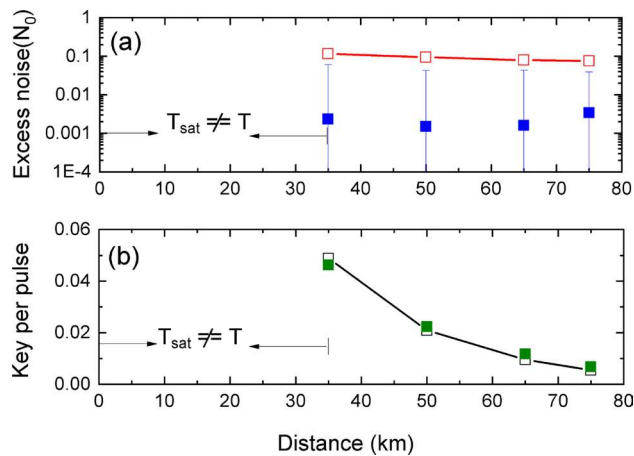 (a)
Excess noise(N₀)
1
0.1
0.01
0.001
1E-4
T_sat ≠ T
0 10 20 30 40 50 60 70 80
(b)
Key per pulse
0.06
0.04
0.02
0.00
T_sat ≠ T
0 10 20 30 40 50 60 70 80
Distance (km)